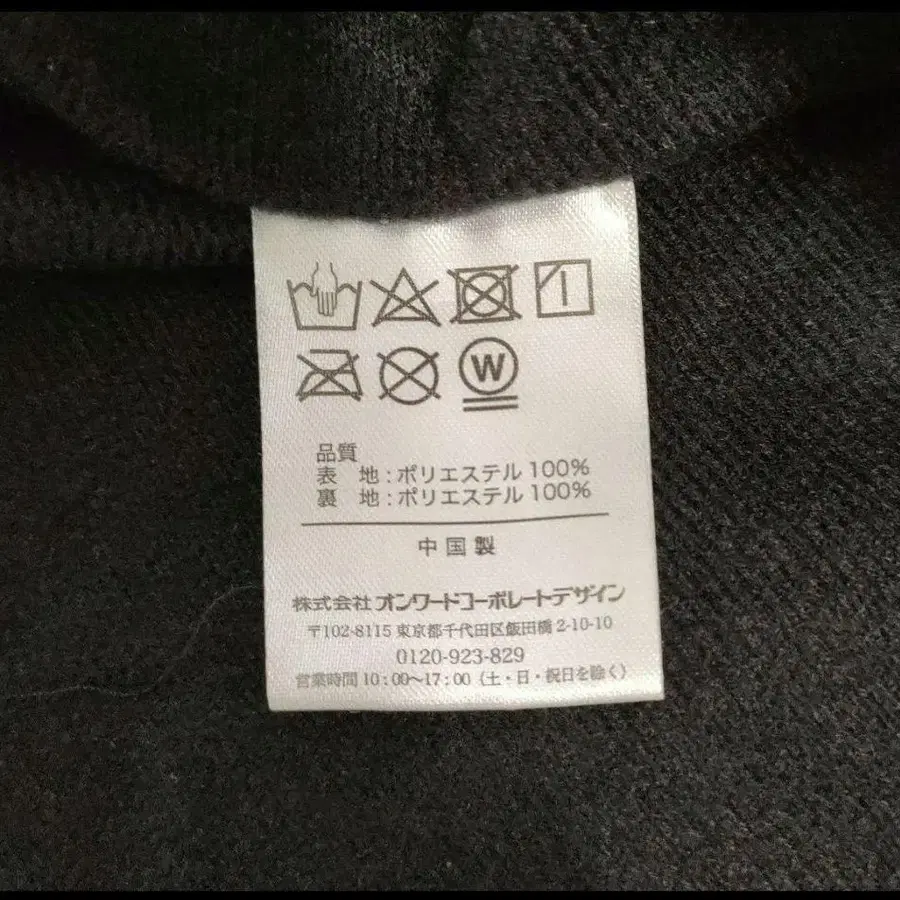 W
品質
表 地 : ポリエステル 100%
裏 地 : ポリエステル 100%
中国製
株式会社 オンワードコーポレートデザイン
〒102-8115 東京都千代田区飯田橋 2-10-10
0120-923-829
営業時間 10:00〜17:00 (土・日・祝日を除く)